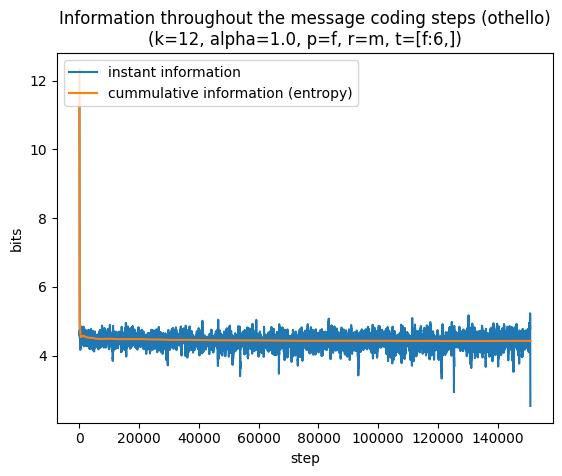 Information throughout the message coding steps (othello)
(k=12, alpha=1.0, p=f, r=m, t=[f:6,])
instant information
cummulative information (entropy)
12
10
8
6
4
bits
0 20000 40000 60000 80000 100000 120000 140000
step